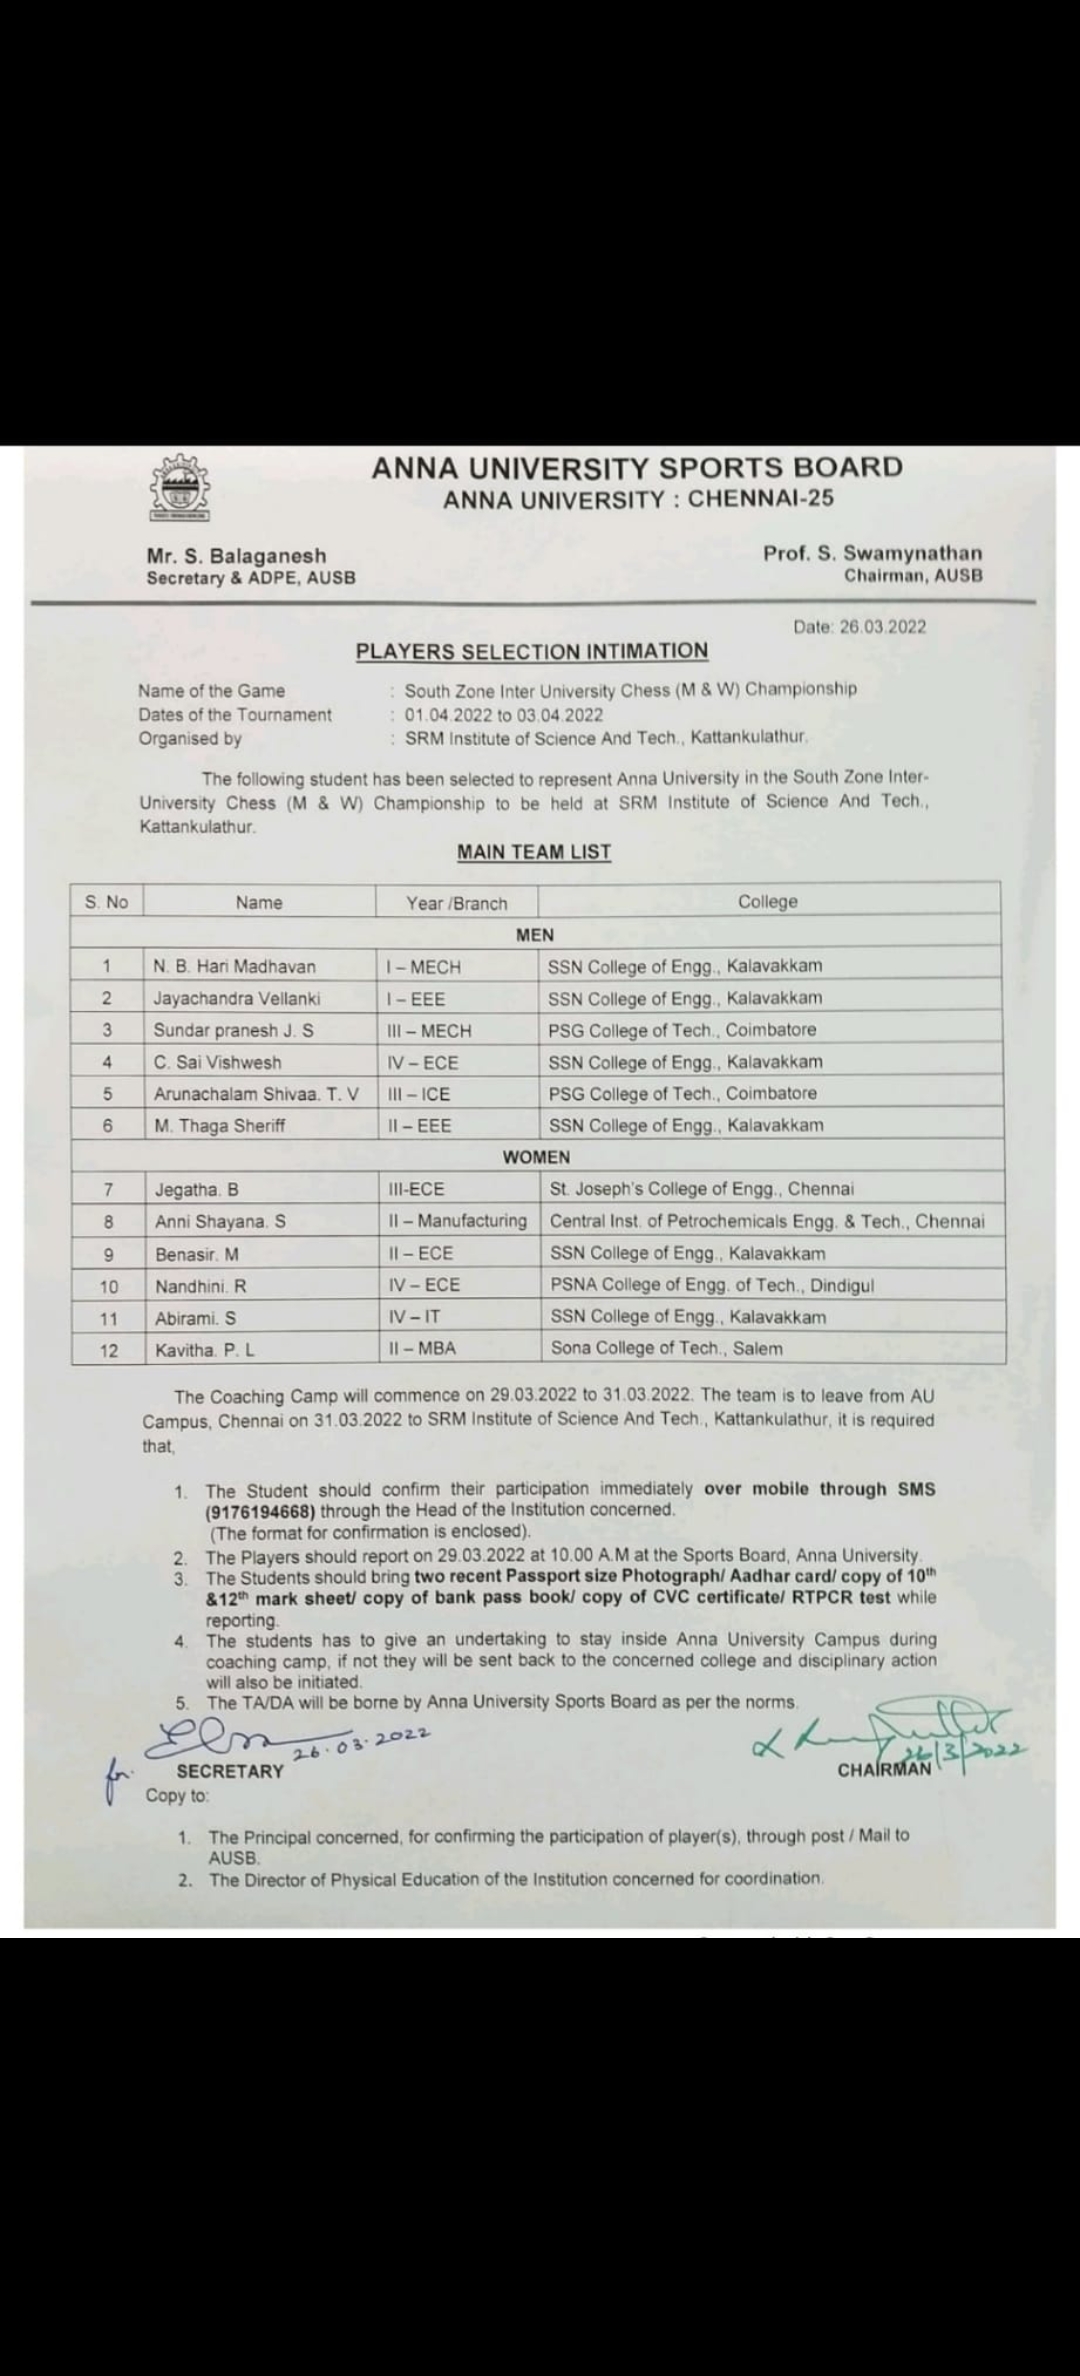 ANNA UNIVERSITY SPORTS BOARD
ANNA UNIVERSITY : CHENNAI-25
Mr. S. Balaganesh
Secretary & ADPE, AUSB
Prof. S. Swamynathan
Chairman, AUSB
Date: 26.03.2022
PLAYERS SELECTION INTIMATION
Name of the Game : South Zone Inter University Chess (M & W) Championship
Dates of the Tournament : 01.04.2022 to 03.04.2022
Organised by : SRM Institute of Science And Tech., Kattankulathur.
The following student has been selected to represent Anna University in the South Zone Inter-
University Chess (M & W) Championship to be held at SRM Institute of Science And Tech.,
Kattankulathur.
MAIN TEAM LIST
S. No Name Year /Branch College
MEN
1 N. B. Hari Madhavan I – MECH SSN College of Engg., Kalavakkam
2 Jayachandra Vellanki I – EEE SSN College of Engg., Kalavakkam
3 Sundar pranesh J. S III – MECH PSG College of Tech., Coimbatore
4 C. Sai Vishwesh IV – ECE SSN College of Engg., Kalavakkam
5 Arunachalam Shivaa. T. V III – ICE PSG College of Tech., Coimbatore
6 M. Thaga Sheriff II – EEE SSN College of Engg., Kalavakkam
WOMEN
7 Jegatha. B III-ECE St. Joseph's College of Engg., Chennai
8 Anni Shayana. S II – Manufacturing Central Inst. of Petrochemicals Engg. & Tech., Chennai
9 Benasir. M II – ECE SSN College of Engg., Kalavakkam
10 Nandhini. R IV – ECE PSNA College of Engg. of Tech., Dindigul
11 Abirami. S IV – IT SSN College of Engg., Kalavakkam
12 Kavitha. P. L II – MBA Sona College of Tech., Salem
The Coaching Camp will commence on 29.03.2022 to 31.03.2022. The team is to leave from AU
Campus, Chennai on 31.03.2022 to SRM Institute of Science And Tech., Kattankulathur, it is required
that,
1. The Student should confirm their participation immediately over mobile through SMS
(9176194668) through the Head of the Institution concerned.
(The format for confirmation is enclosed).
2. The Players should report on 29.03.2022 at 10.00 A.M at the Sports Board, Anna University.
3. The Students should bring two recent Passport size Photograph/ Aadhar card/ copy of 10th
&12th mark sheet/ copy of bank pass book/ copy of CVC certificate/ RTPCR test while
reporting.
4. The students has to give an undertaking to stay inside Anna University Campus during
coaching camp, if not they will be sent back to the concerned college and disciplinary action
will also be initiated.
5. The TA/DA will be borne by Anna University Sports Board as per the norms.
26.03.2022
26/3/2022
for. SECRETARY
CHAIRMAN
Copy to:
1. The Principal concerned, for confirming the participation of player(s), through post / Mail to
AUSB.
2. The Director of Physical Education of the Institution concerned for coordination.